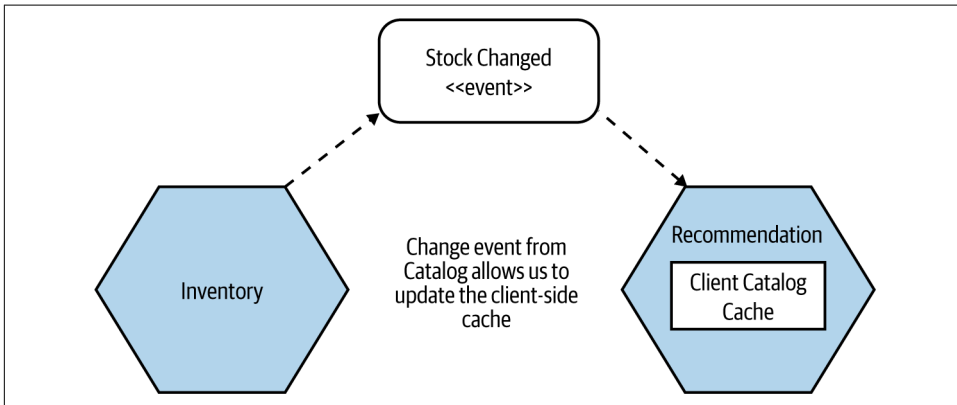 Stock Changed
<<event>>
Inventory
Change event from
Catalog allows us to
update the client-side
cache
Recommendation
Client Catalog
Cache